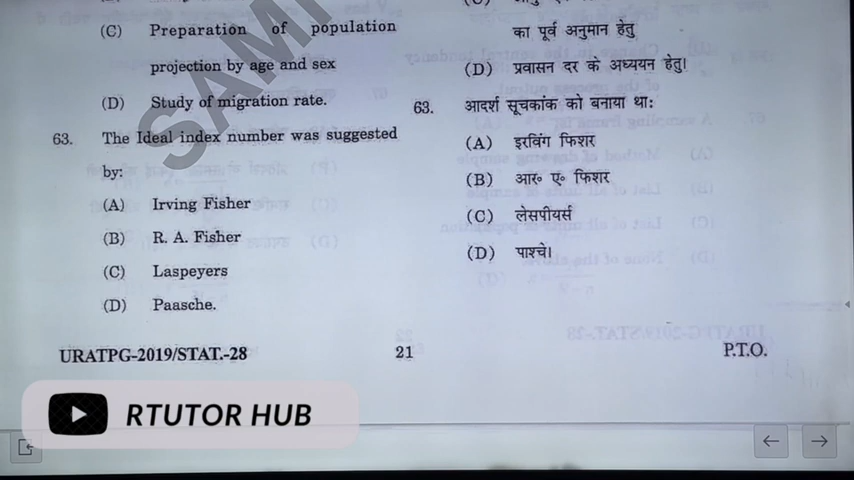 (C) Preparation of population
projection by age and sex
(D) Study of migration rate.
63. The Ideal index number was suggested
by:
(A) Irving Fisher
(B) R. A. Fisher
(C) Laspeyers
(D) Paasche.
का पूर्व अनुमान हेतु
(D) प्रवासन दर के अध्ययन हेतु।
63. आदर्श सूचकांक को बनाया था:
(A) इरविंग फिशर
(B) आर॰ ए॰ फिशर
(C) लेसपीयर्स
(D) पाश्चे।
URATPG-2019/STAT.-28 21 P.T.O.
RTUTOR HUB